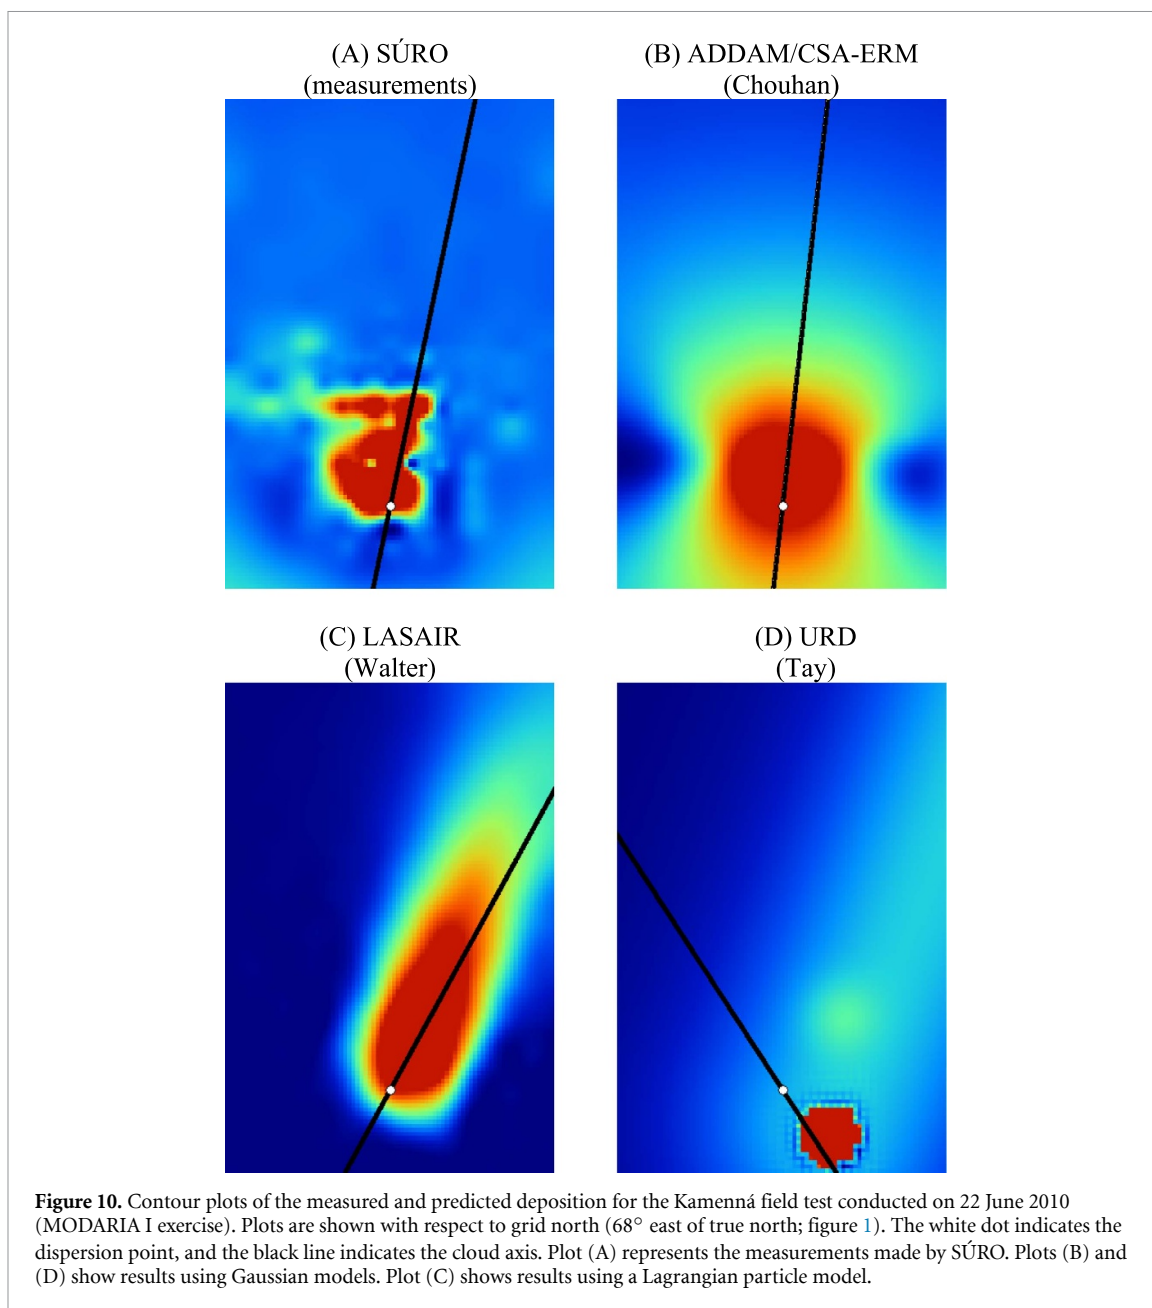 (A) SÚRO
(measurements)
(B) ADDAM/CSA-ERM
(Chouhan)
(C) LASAIR
(Walter)
(D) URD
(Tay)
Figure 10. Contour plots of the measured and predicted deposition for the Kamenná field test conducted on 22 June 2010
(MODARIA I exercise). Plots are shown with respect to grid north (68° east of true north; figure 1). The white dot indicates the
dispersion point, and the black line indicates the cloud axis. Plot (A) represents the measurements made by SÚRO. Plots (B) and
(D) show results using Gaussian models. Plot (C) shows results using a Lagrangian particle model.